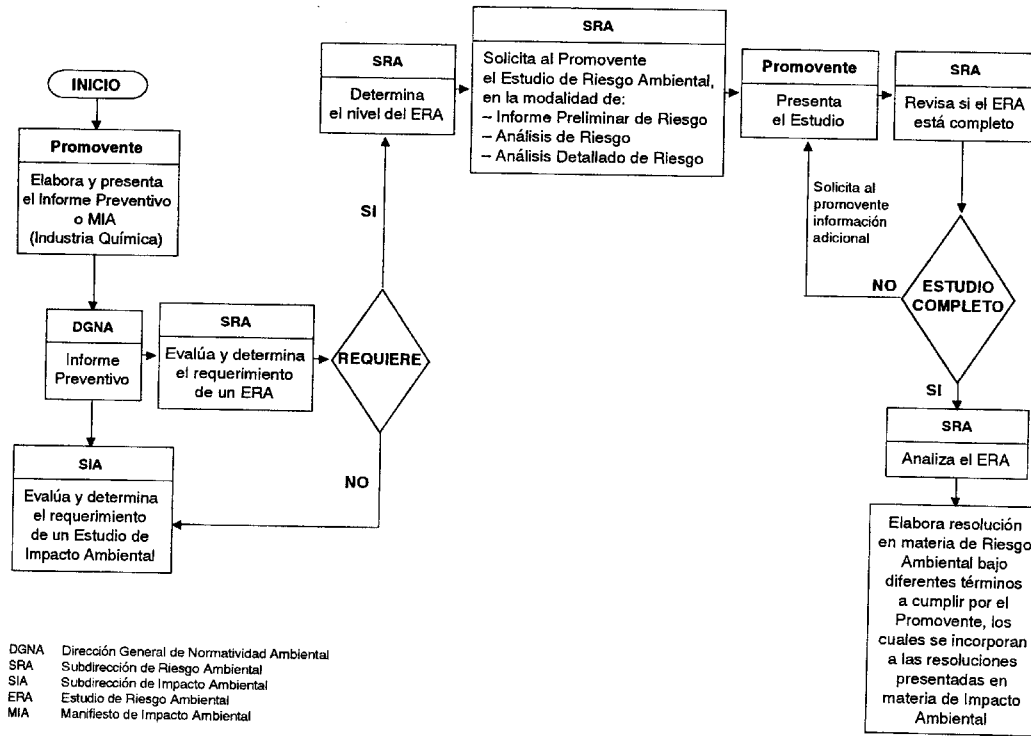 INICIO
Promovente
Elabora y presenta
el Informe Preventivo
o MIA
(Industria Química)
DGNA
Informe
Preventivo
SRA
Evalúa y determina
el requerimiento
de un ERA
REQUIERE
SI
NO
SIA
Evalúa y determina
el requerimiento
de un Estudio de
Impacto Ambiental
SRA
Determina
el nivel del ERA
SRA
Solicita al Promovente
el Estudio de Riesgo Ambiental,
en la modalidad de:
– Informe Preliminar de Riesgo
– Análisis de Riesgo
– Análisis Detallado de Riesgo
Promovente
Presenta
el Estudio
SRA
Revisa si el ERA
está completo
Solicita al
promovente
información
adicional
NO
ESTUDIO
COMPLETO
SI
SRA
Analiza el ERA
Elabora resolución
en materia de Riesgo
Ambiental bajo
diferentes términos
a cumplir por el
Promovente, los
cuales se incorporan
a las resoluciones
presentadas en
materia de Impacto
Ambiental
DGNA Dirección General de Normatividad Ambiental
SRA Subdirección de Riesgo Ambiental
SIA Subdirección de Impacto Ambiental
ERA Estudio de Riesgo Ambiental
MIA Manifiesto de Impacto Ambiental